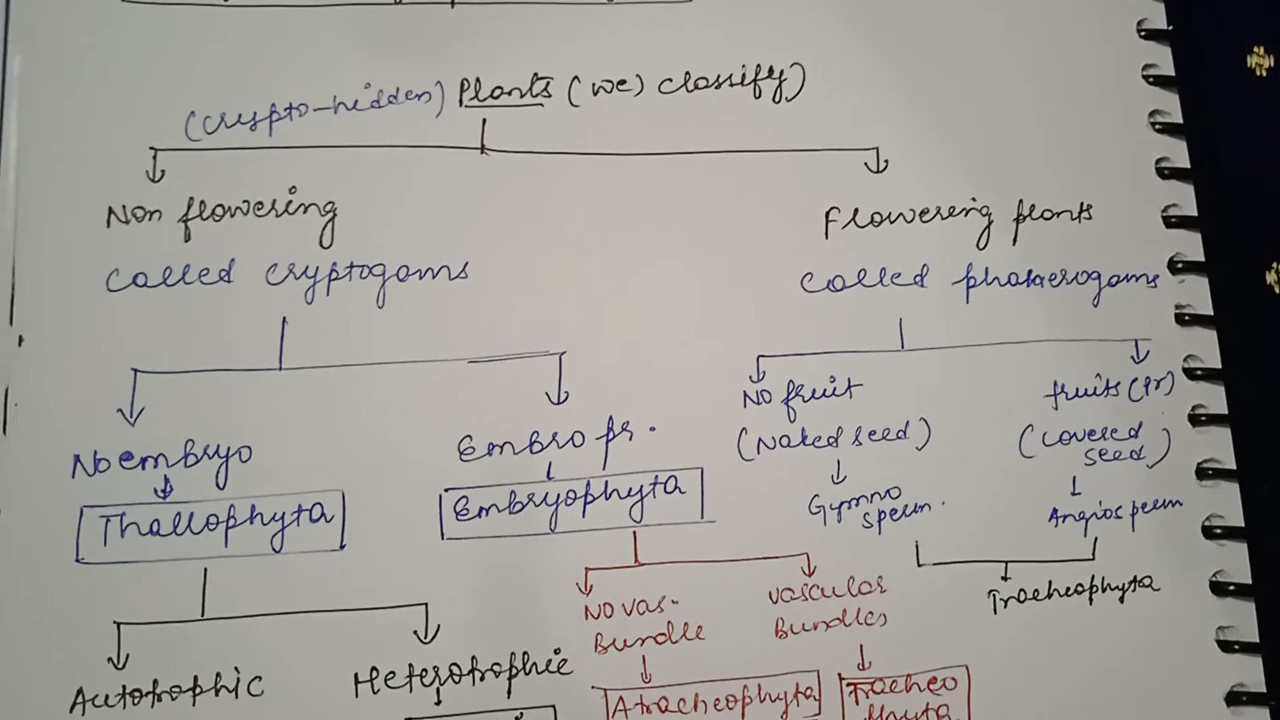 (crypto-hidden) Plants (we) classify)
Non flowering
called cryptogams
Flowering plants
called phanerogams
No embryo
Thallophyta
Embro pr.
Embryophyta
No fruit
(Naked seed)
Gymno
sperm.
fruits (pr)
(covered
seed)
Angiosperm
Tracheophyta
No vas.
Bundle
Atracheophyta
vascular
Bundles
Tracheo
phyta
Autotrophic
Heterotrophic